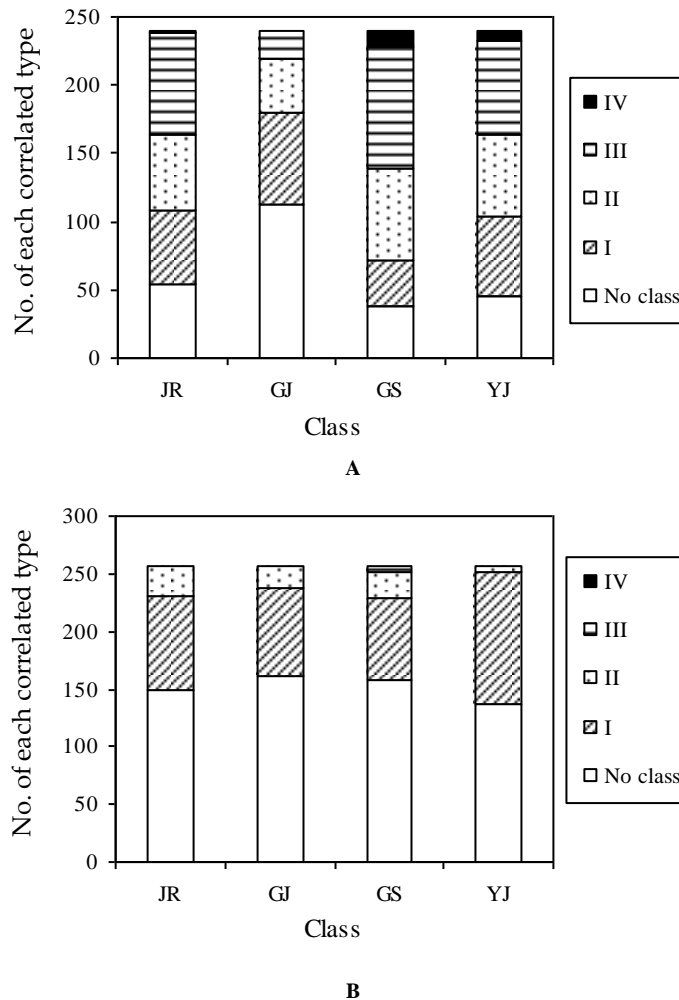 No. of each correlated type
250
200
150
100
50
0
JR GJ GS YJ
Class
IV
III
II
I
No class
A
No. of each correlated type
300
250
200
150
100
50
0
JR GJ GS YJ
Class
IV
III
II
I
No class
B